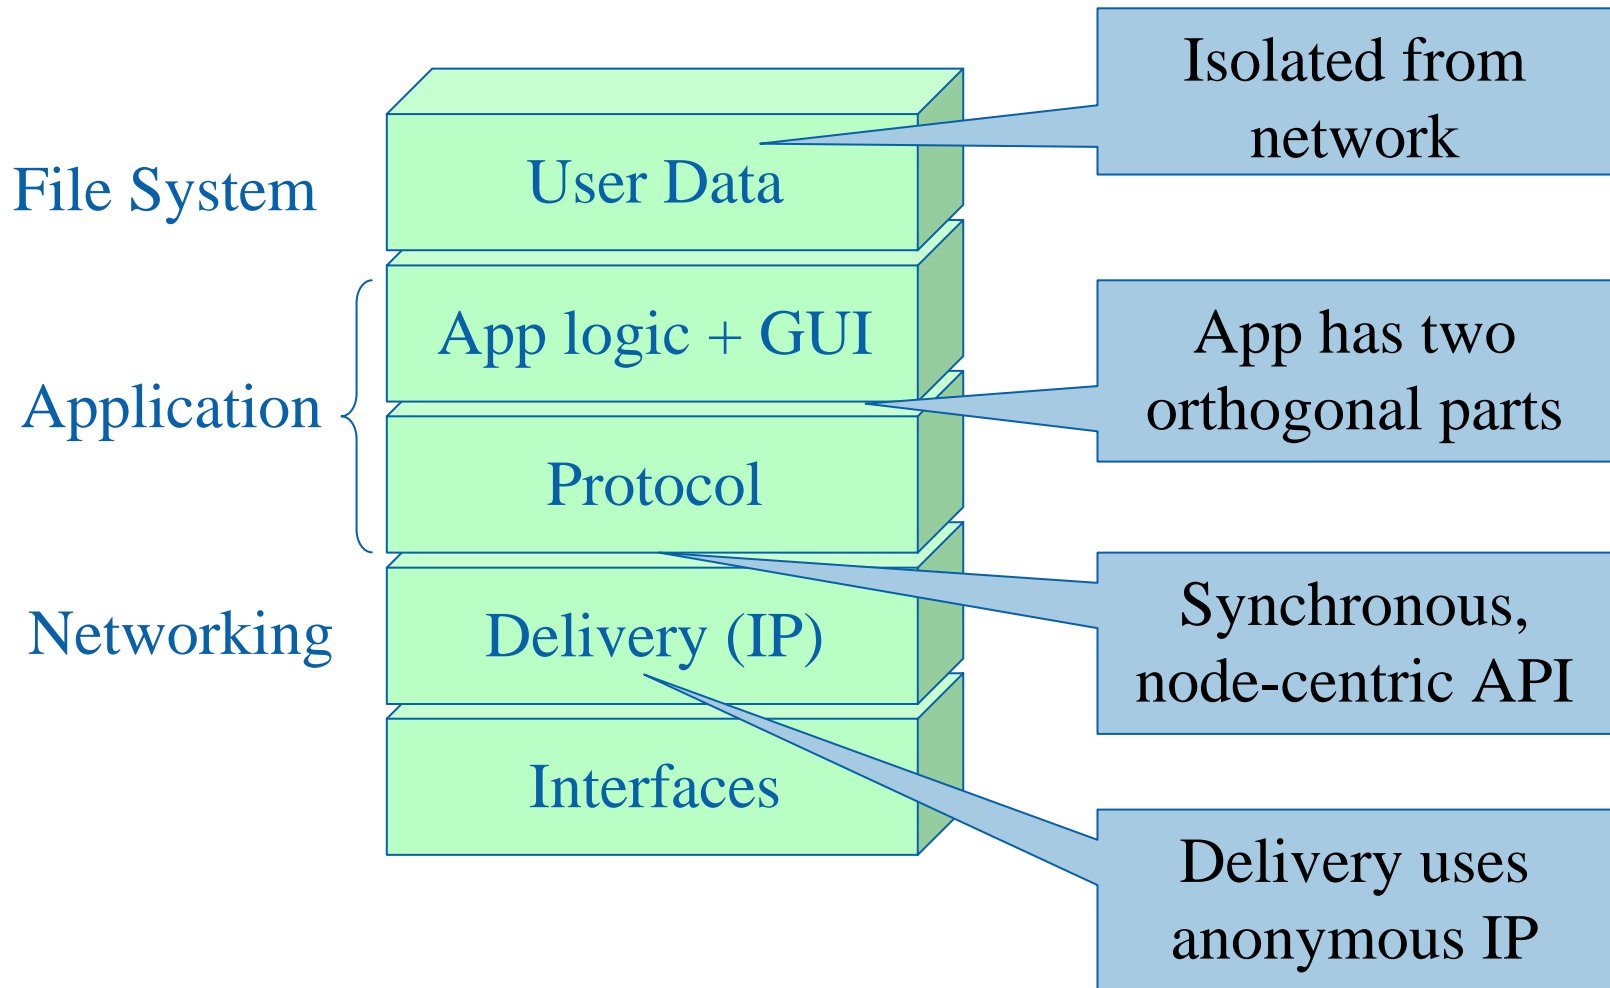 Isolated from
network
File System
User Data
App logic + GUI
App has two
orthogonal parts
Application
Protocol
Synchronous,
node-centric API
Networking
Delivery (IP)
Interfaces
Delivery uses
anonymous IP